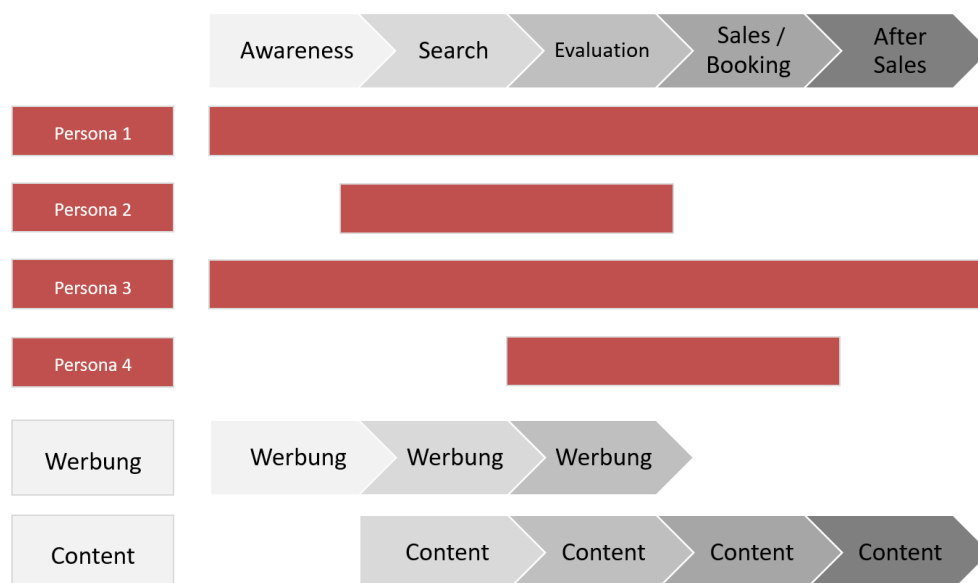 Awareness
Search
Evaluation
Sales /
Booking
After
Sales
Persona 1
Persona 2
Persona 3
Persona 4
Werbung
Werbung
Werbung
Werbung
Content
Content
Content
Content
Content